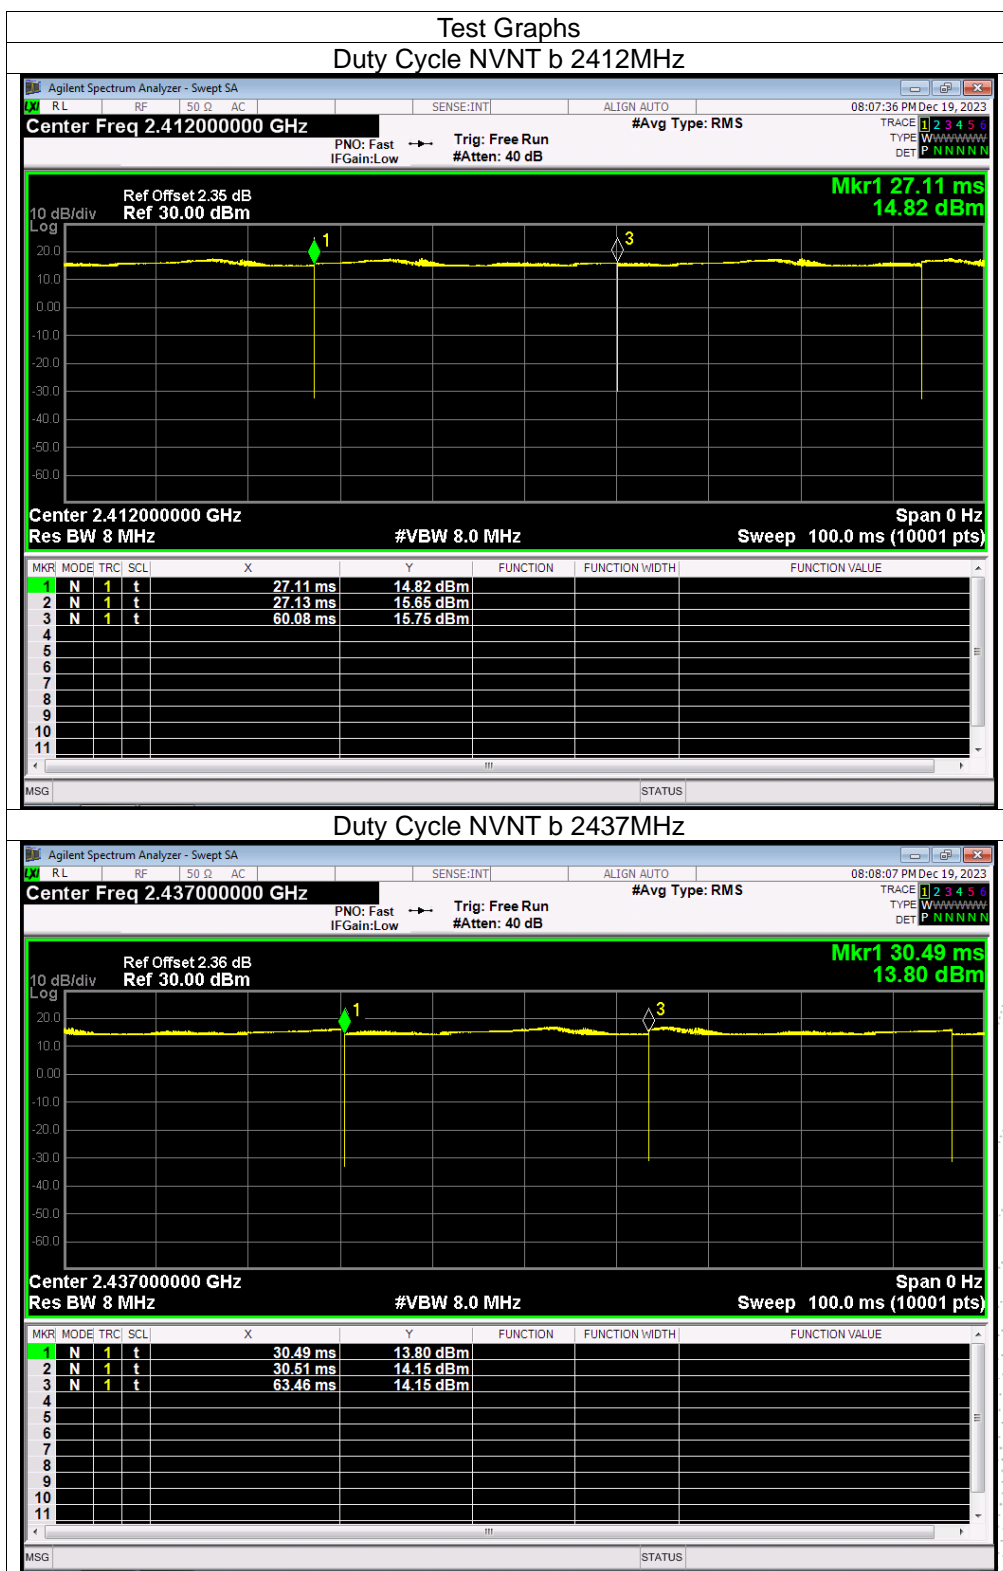 Test Graphs
Duty Cycle NVNT b 2412MHz
Agilent Spectrum Analyzer - Swept SA
LXI RL RF 50 Ω AC SENSE:INT ALIGN AUTO 08:07:36 PM Dec 19, 2023
Center Freq 2.412000000 GHz #Avg Type: RMS TRACE 1 2 3 4 5 6
PNO: Fast Trig: Free Run TYPE WWWWWW
IFGain:Low #Atten: 40 dB DET P N N N N N
Mkr1 27.11 ms
Ref Offset 2.35 dB
10 dB/div Ref 30.00 dBm 14.82 dBm
Log
1 3
20.0
10.0
0.00
-10.0
-20.0
-30.0
-40.0
-50.0
-60.0
Center 2.412000000 GHz Span 0 Hz
Res BW 8 MHz #VBW 8.0 MHz Sweep 100.0 ms (10001 pts)
MKR MODE TRC SCL X Y FUNCTION FUNCTION WIDTH FUNCTION VALUE
1 N 1 t 27.11 ms 14.82 dBm
2 N 1 t 27.13 ms 15.65 dBm
3 N 1 t 60.08 ms 15.75 dBm
4
5
6
7
8
9
10
11
MSG STATUS
Duty Cycle NVNT b 2437MHz
Agilent Spectrum Analyzer - Swept SA
LXI RL RF 50 Ω AC SENSE:INT ALIGN AUTO 08:08:07 PM Dec 19, 2023
Center Freq 2.437000000 GHz #Avg Type: RMS TRACE 1 2 3 4 5 6
PNO: Fast Trig: Free Run TYPE WWWWWW
IFGain:Low #Atten: 40 dB DET P N N N N N
Mkr1 30.49 ms
Ref Offset 2.36 dB
10 dB/div Ref 30.00 dBm 13.80 dBm
Log
1 3
20.0
10.0
0.00
-10.0
-20.0
-30.0
-40.0
-50.0
-60.0
Center 2.437000000 GHz Span 0 Hz
Res BW 8 MHz #VBW 8.0 MHz Sweep 100.0 ms (10001 pts)
MKR MODE TRC SCL X Y FUNCTION FUNCTION WIDTH FUNCTION VALUE
1 N 1 t 30.49 ms 13.80 dBm
2 N 1 t 30.51 ms 14.15 dBm
3 N 1 t 63.46 ms 14.15 dBm
4
5
6
7
8
9
10
11
MSG STATUS